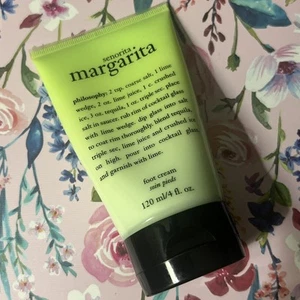 señorita
margarita
philosophy: 2 tsp. coarse salt, 1 lime
wedge, 2 oz. lime juice, 1 c. crushed
ice, 3 oz. tequila, 1 oz. triple sec. place
salt in saucer. rub rim of cocktail glass
with lime wedge. dip glass into salt
to coat rim thoroughly. blend tequila,
triple sec, lime juice and crushed ice
on high. pour into cocktail glass
and garnish with lime.
foot cream
soin pieds
120 ml/4 fl. oz.